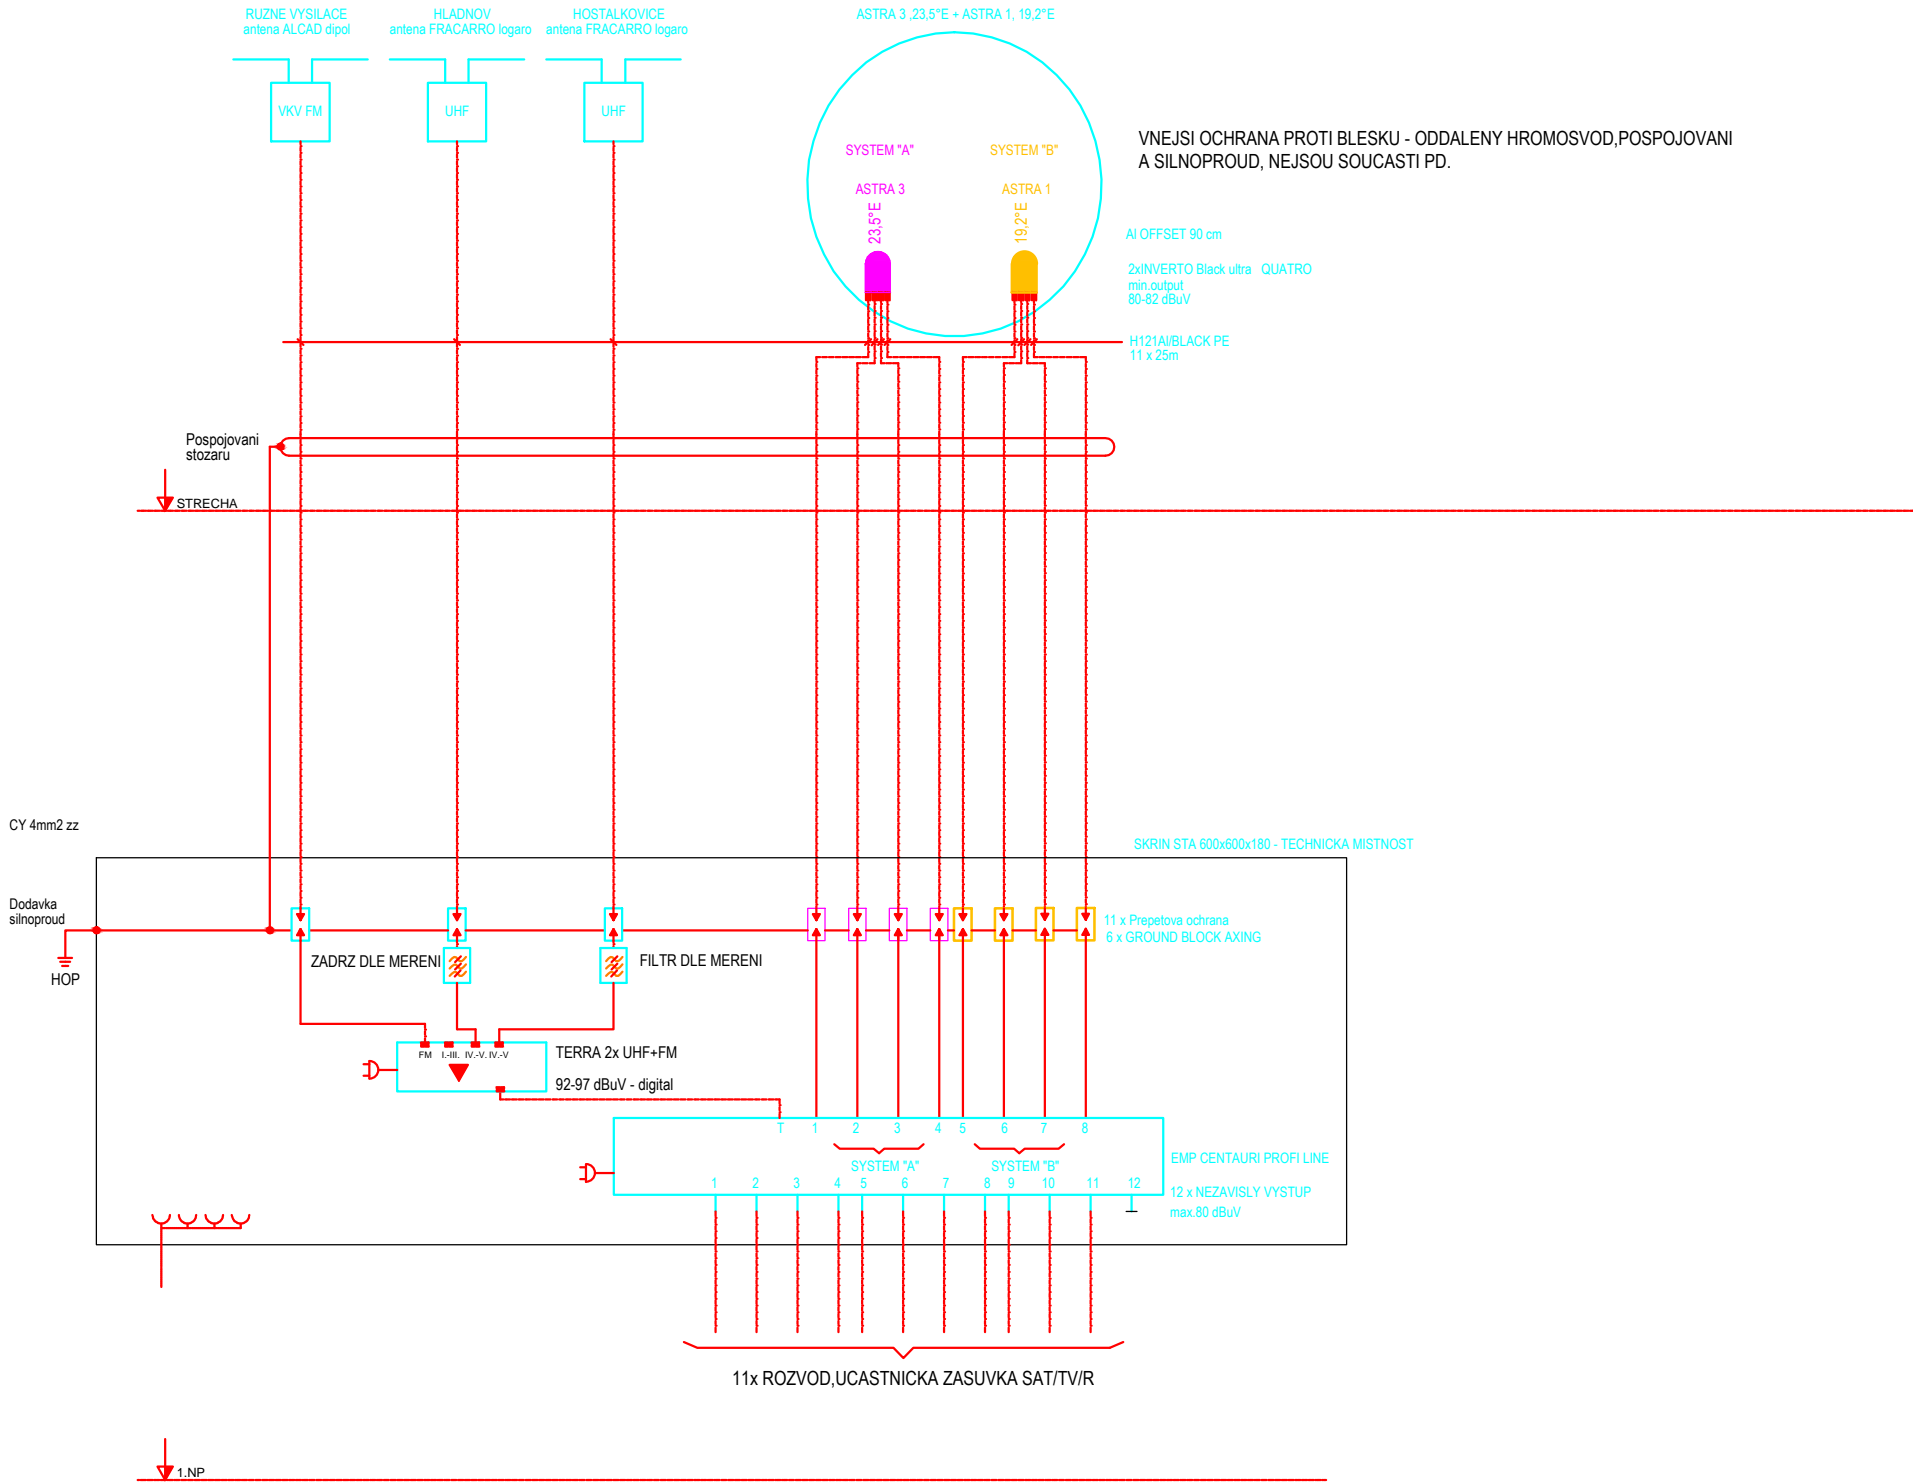 RUZNE VYSILACE
antena ALCAD dipol
HLADNOV
antena FRACARRO logaro
HOSTALKOVICE
antena FRACARRO logaro
ASTRA 3 ,23,5°E + ASTRA 1, 19,2°E
VKV FM
UHF
UHF
SYSTEM "A"
SYSTEM "B"
ASTRA 3
ASTRA 1
23,5°E
19,2°E
VNEJSI OCHRANA PROTI BLESKU - ODDALENY HROMOSVOD,POSPOJOVANI
A SILNOPROUD, NEJSOU SOUCASTI PD.
Al OFFSET 90 cm
2xINVERTO Black ultra QUATRO
min.output
80-82 dBuV
H121Al/BLACK PE
11 x 25m
Pospojovani
stozaru
STRECHA
CY 4mm2 zz
SKRIN STA 600x600x180 - TECHNICKA MISTNOST
Dodavka
silnoproud
HOP
11 x Prepetova ochrana
6 x GROUND BLOCK AXING
ZADRZ DLE MERENI
FILTR DLE MERENI
FM I.-III. IV.-V. IV.-V
TERRA 2x UHF+FM
92-97 dBuV - digital
T 1 2 3 4 5 6 7 8
SYSTEM "A"
SYSTEM "B"
EMP CENTAURI PROFI LINE
1 2 3 4 5 6 7 8 9 10 11 12
12 x NEZAVISLY VYSTUP
max.80 dBuV
11x ROZVOD,UCASTNICKA ZASUVKA SAT/TV/R
1.NP